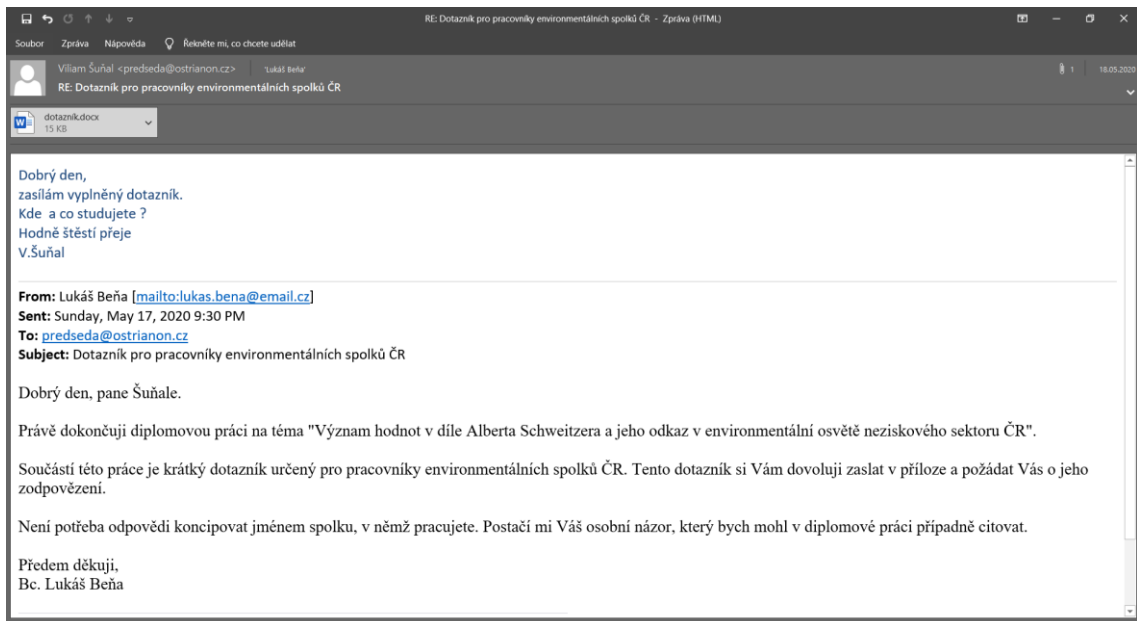 RE: Dotazník pro pracovníky environmentálních spolků ČR - Zpráva (HTML)
Soubor Zpráva Nápověda Řekněte mi, co chcete udělat
Viliam Šuňal <predseda@ostrianon.cz> 'Lukáš Beňa' 1 18.05.2020
RE: Dotazník pro pracovníky environmentálních spolků ČR
dotazník.docx
15 KB
Dobrý den,
zasílám vyplněný dotazník.
Kde a co studujete ?
Hodně štěstí přeje
V.Šuňal
From: Lukáš Beňa [mailto:lukas.bena@email.cz]
Sent: Sunday, May 17, 2020 9:30 PM
To: predseda@ostrianon.cz
Subject: Dotazník pro pracovníky environmentálních spolků ČR
Dobrý den, pane Šuňale.
Právě dokončuji diplomovou práci na téma "Význam hodnot v díle Alberta Schweitzera a jeho odkaz v environmentální osvětě neziskového sektoru ČR".
Součástí této práce je krátký dotazník určený pro pracovníky environmentálních spolků ČR. Tento dotazník si Vám dovoluji zaslat v příloze a požádat Vás o jeho
zodpovězení.
Není potřeba odpovědi koncipovat jménem spolku, v němž pracujete. Postačí mi Váš osobní názor, který bych mohl v diplomové práci případně citovat.
Předem děkuji,
Bc. Lukáš Beňa